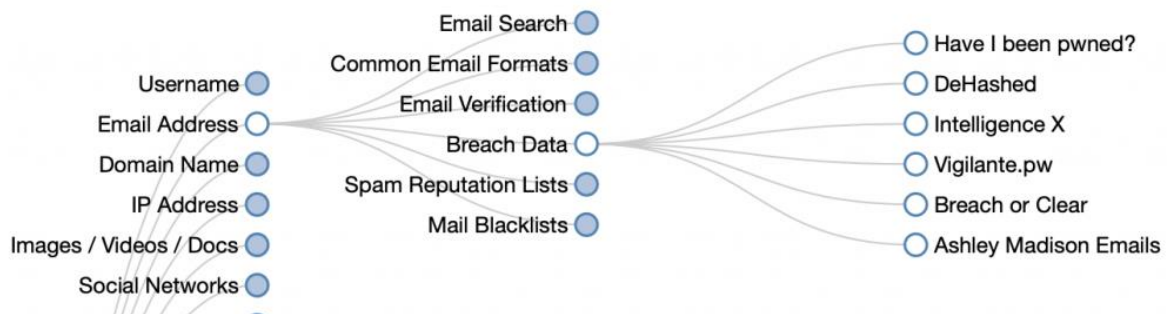 Username
Email Address
Domain Name
IP Address
Images / Videos / Docs
Social Networks
Email Search
Common Email Formats
Email Verification
Breach Data
Spam Reputation Lists
Mail Blacklists
Have I been pwned?
DeHashed
Intelligence X
Vigilante.pw
Breach or Clear
Ashley Madison Emails